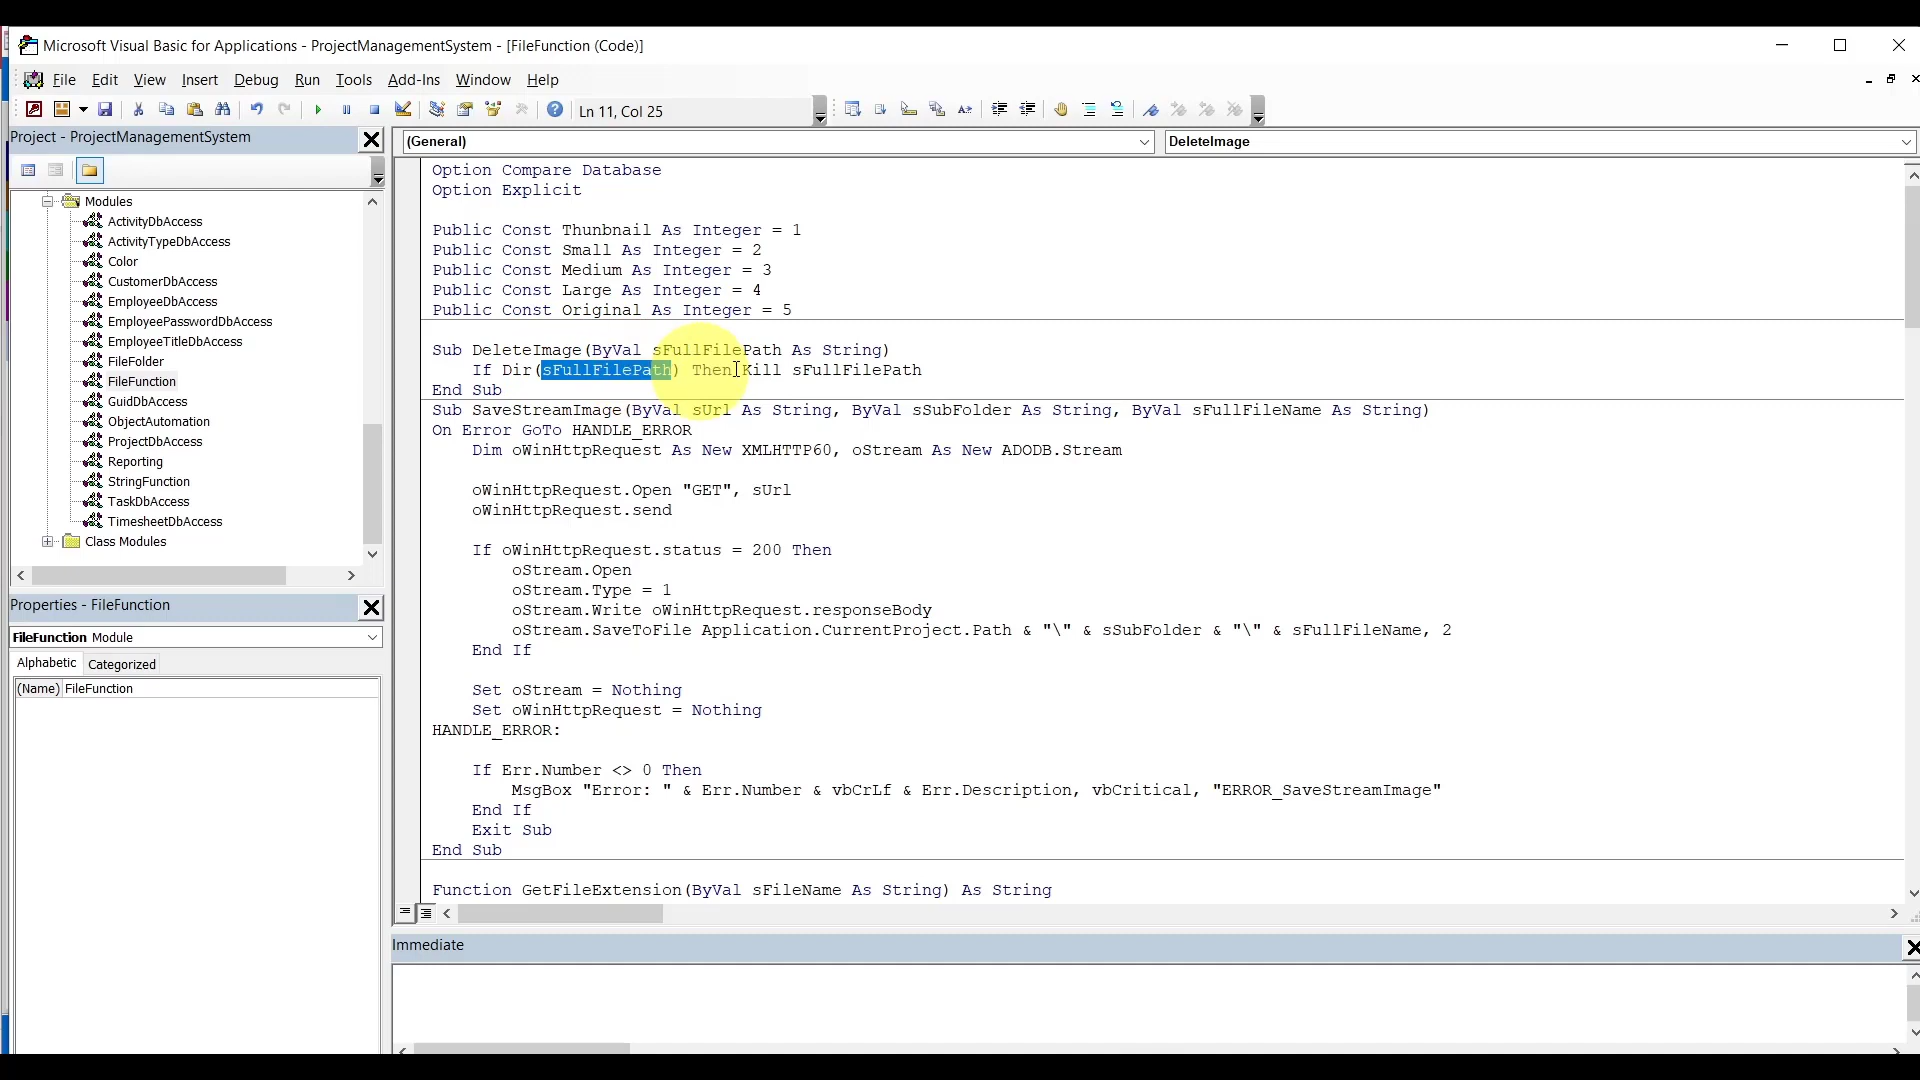 Microsoft Visual Basic for Applications - ProjectManagementSystem - [FileFunction (Code)]
File Edit View Insert Debug Run Tools Add-Ins Window Help
Ln 11, Col 25
Project - ProjectManagementSystem
(General)
DeleteImage
Modules
ActivityDbAccess
ActivityTypeDbAccess
Color
CustomerDbAccess
EmployeeDbAccess
EmployeePasswordDbAccess
EmployeeTitleDbAccess
FileFolder
FileFunction
GuidDbAccess
ObjectAutomation
ProjectDbAccess
Reporting
StringFunction
TaskDbAccess
TimesheetDbAccess
Class Modules
Properties - FileFunction
FileFunction Module
Alphabetic Categorized
(Name) FileFunction
Option Compare Database
Option Explicit
Public Const Thunbnail As Integer = 1
Public Const Small As Integer = 2
Public Const Medium As Integer = 3
Public Const Large As Integer = 4
Public Const Original As Integer = 5
Sub DeleteImage(ByVal sFullFilePath As String)
If Dir(sFullFilePath) Then Kill sFullFilePath
End Sub
Sub SaveStreamImage(ByVal sUrl As String, ByVal sSubFolder As String, ByVal sFullFileName As String)
On Error GoTo HANDLE_ERROR
Dim oWinHttpRequest As New XMLHTTP60, oStream As New ADODB.Stream
oWinHttpRequest.Open "GET", sUrl
oWinHttpRequest.send
If oWinHttpRequest.status = 200 Then
oStream.Open
oStream.Type = 1
oStream.Write oWinHttpRequest.responseBody
oStream.SaveToFile Application.CurrentProject.Path & "\" & sSubFolder & "\" & sFullFileName, 2
End If
Set oStream = Nothing
Set oWinHttpRequest = Nothing
HANDLE_ERROR:
If Err.Number <> 0 Then
MsgBox "Error: " & Err.Number & vbCrLf & Err.Description, vbCritical, "ERROR_SaveStreamImage"
End If
Exit Sub
End Sub
Function GetFileExtension(ByVal sFileName As String) As String
Immediate